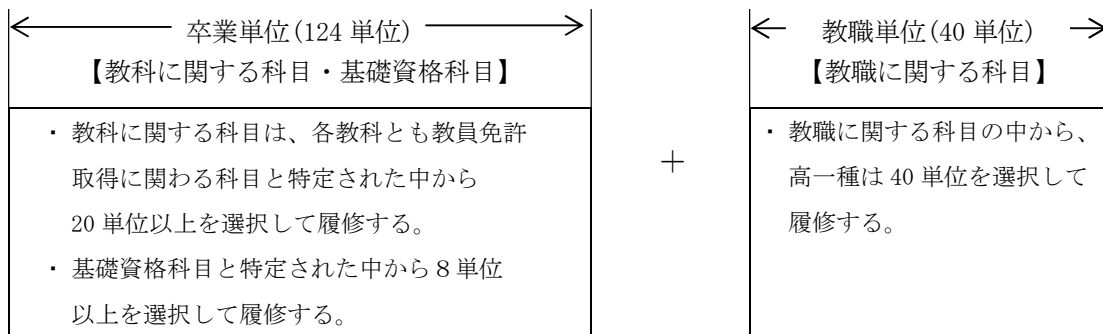 卒業単位(124 単位)
【教科に関する科目・基礎資格科目】
・ 教科に関する科目は、各教科とも教員免許
取得に関わる科目と特定された中から
20 単位以上を選択して履修する。
・ 基礎資格科目と特定された中から８単位
以上を選択して履修する。
＋
教職単位(40 単位)
【教職に関する科目】
・ 教職に関する科目の中から、
高一種は 40 単位を選択して
履修する。